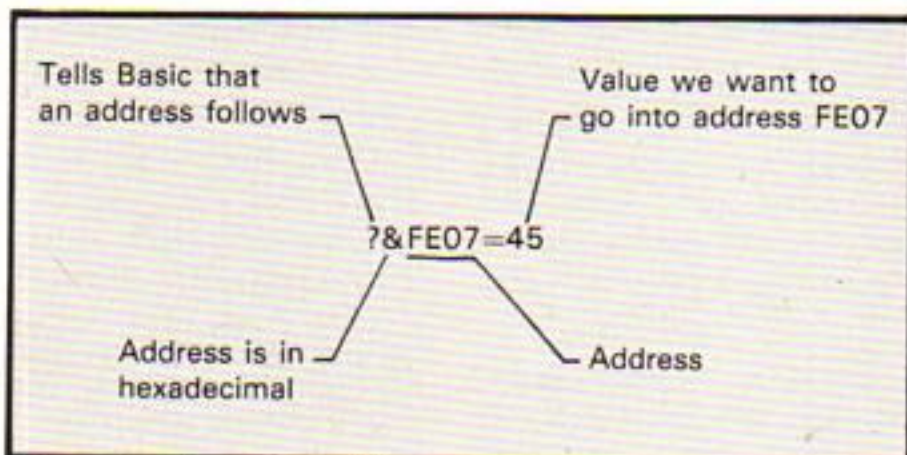 Tells Basic that
an address follows
Value we want to
go into address FE07
?&FE07=45
Address is in
hexadecimal
Address